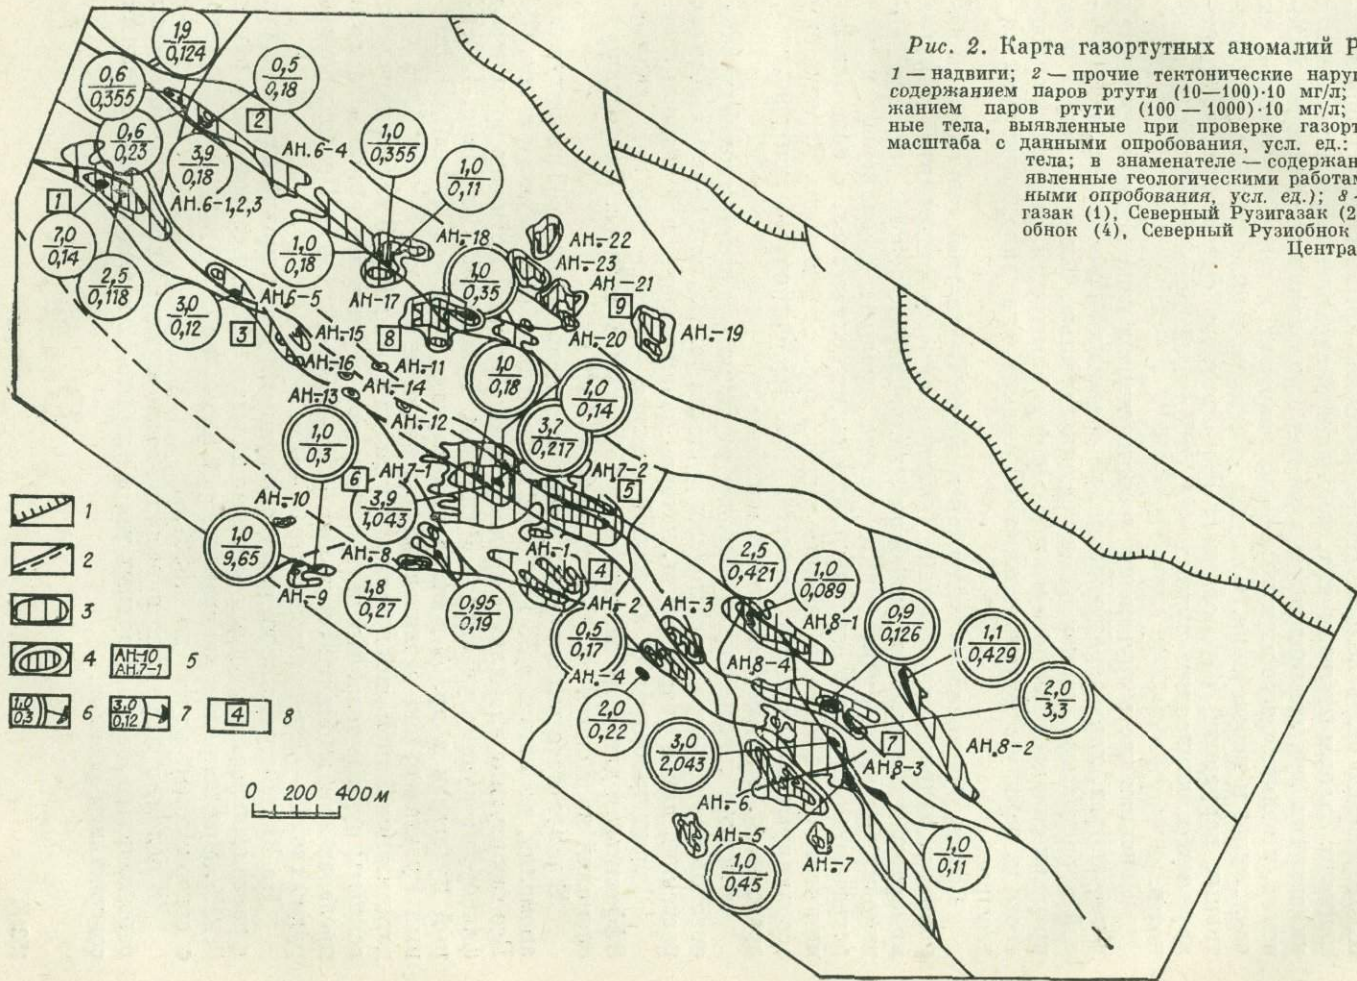 Рис. 2. Карта газортутных аномалий Р
1 — надвиги; 2 — прочие тектонические наруш
содержанием паров ртути (10—100)·10 мг/л;
жанием паров ртути (100 — 1000)·10 мг/л;
ные тела, выявленные при проверке газорт
масштаба с данными опробования, усл. ед.:
тела; в знаменателе — содержан
явленные геологическими работам
ными опробования, усл. ед.); 8 —
газак (1), Северный Рузигазак (2
обнок (4), Северный Рузиобнок
Центра
1,9
0,124
0,6
0,355
0,5
0,18
2
0,6
0,23
3,9
0,18
АН.6-4
АН.6-1,2,3
1,0
0,355
1,0
0,11
1
7,0
0,14
2,5
0,118
1,0
0,18
АН.-18
АН.-22
АН.-23
АН.-17
1,0
0,35
АН.-21
9
3,0
0,12
АН.6-5
3
АН.-15
8
АН.-20
АН.-19
АН.-16
АН.-11
АН.-14
АН.-13
АН.-12
1,0
0,18
1,0
0,14
1,0
0,3
3,7
0,217
6
АН.7-1
АН.7-2
5
3,9
1,043
АН.-10
1,0
9,65
АН.-8
АН.-9
АН.-1
4
1,8
0,27
0,95
0,19
АН.-2
АН.-3
2,5
0,421
1,0
0,089
АН.8-1
0,9
0,126
1,1
0,429
0,5
0,17
АН.-4
АН.8-4
2,0
3,3
2,0
0,22
3,0
2,043
7
АН.8-3
АН.8-2
АН.-6
АН.-5
АН.-7
1,0
0,45
1,0
0,11
1
2
3
4
АН-10
АН.7-1
5
1,0
0,3
6
3,0
0,12
7
4
8
0 200 400 м